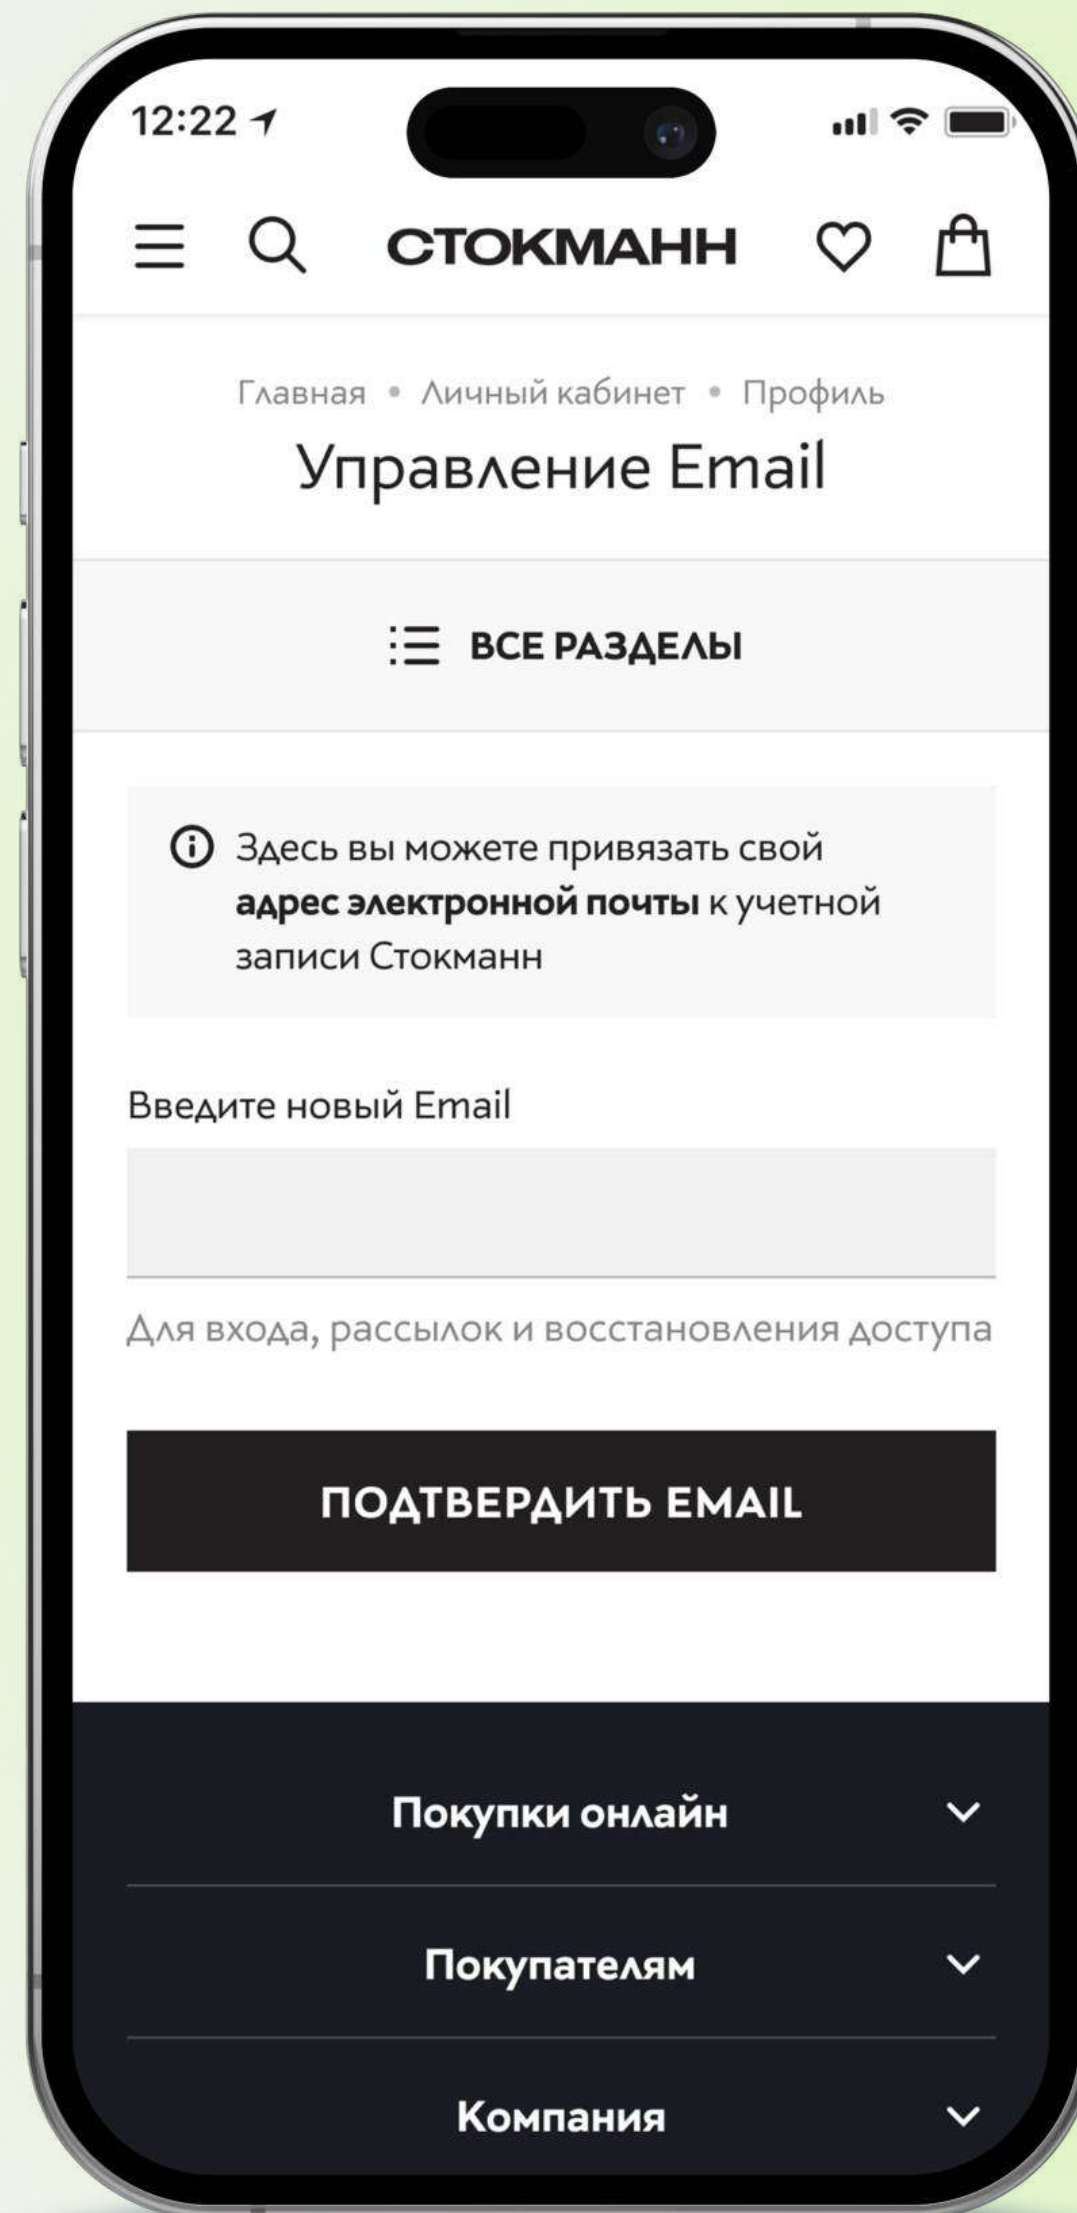 12:22
СТОКМАНН
Главная • Личный кабинет • Профиль
Управление Email
ВСЕ РАЗДЕЛЫ
Здесь вы можете привязать свой
адрес электронной почты к учетной
записи Стокманн
Введите новый Email
Для входа, рассылок и восстановления доступа
ПОДТВЕРДИТЬ EMAIL
Покупки онлайн
Покупателям
Компания